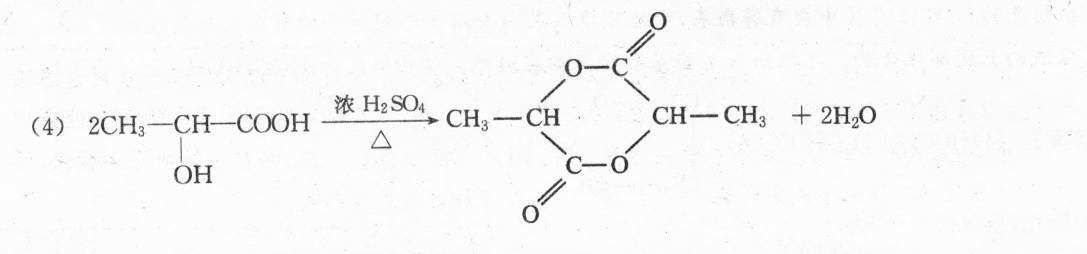 O
O—C
浓 H₂SO₄
(4) 2CH₃—CH—COOH → CH₃—CH CH—CH₃ + 2H₂O
△
OH
C—O
O